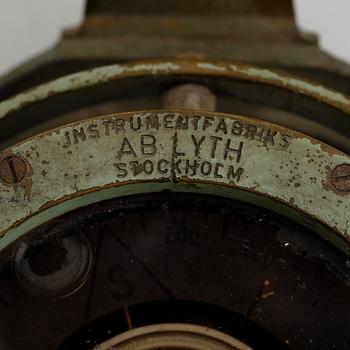 INSTRUMENTFABRIKS
AB LYTH
STOCKHOLM
S